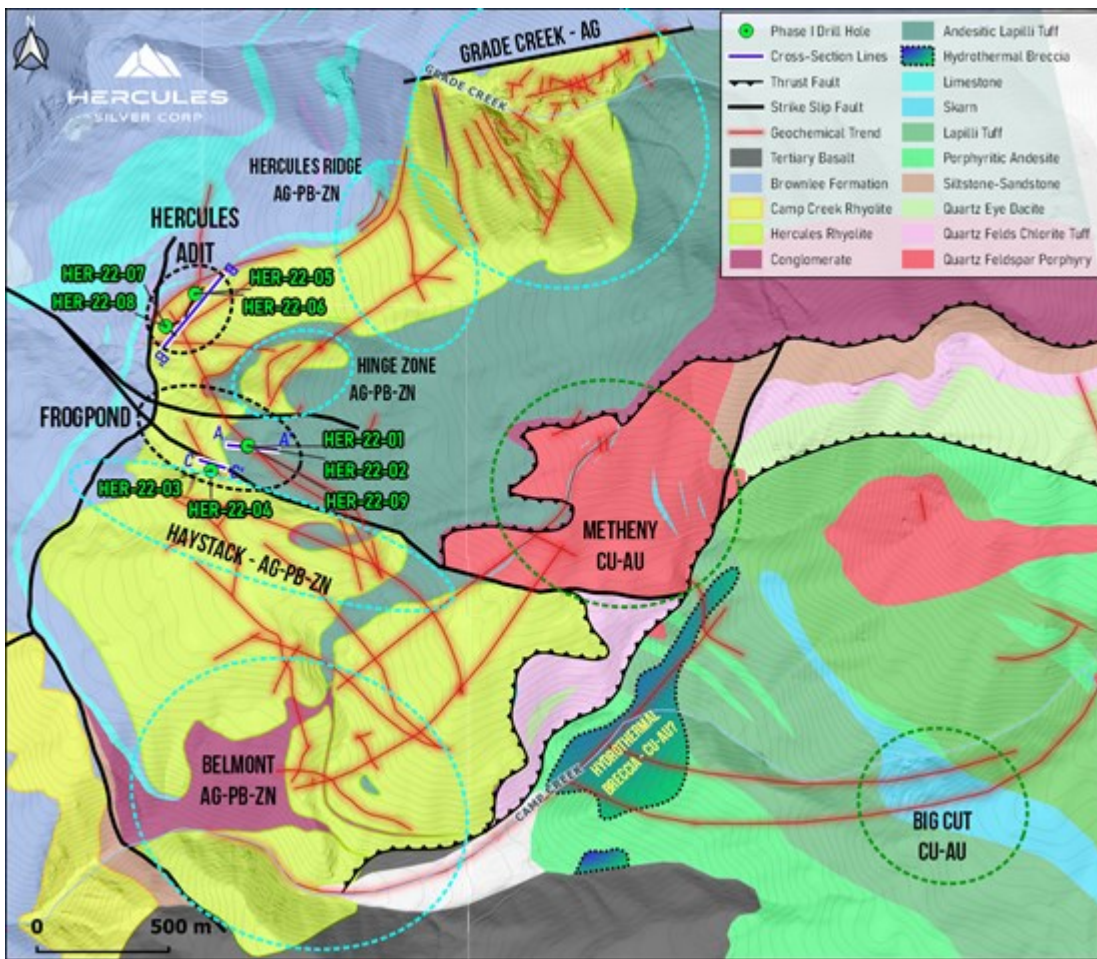 GRADE CREEK - AG
GRADE CREEK
HERCULES
SILVER CORP
HERCULES RIDGE
AG-PB-ZN
HERCULES
ADIT
HER-22-07
HER-22-08
HER-22-05
HER-22-06
B
B'
HINGE ZONE
AG-PB-ZN
FROGPOND
A
A'
C
C'
HER-22-01
HER-22-02
HER-22-09
HER-22-03
HER-22-04
HAYSTACK - AG-PB-ZN
METHENY
CU-AU
BELMONT
AG-PB-ZN
HYDROTHERMAL
BRECCIA - CU-AU?
CAMP CREEK
BIG CUT
CU-AU
0
500 m
Phase I Drill Hole
Cross-Section Lines
Thrust Fault
Strike Slip Fault
Geochemical Trend
Tertiary Basalt
Brownlee Formation
Camp Creek Rhyolite
Hercules Rhyolite
Conglomerate
Andesitic Lapilli Tuff
Hydrothermal Breccia
Limestone
Skarn
Lapilli Tuff
Porphyritic Andesite
Siltstone-Sandstone
Quartz Eye Dacite
Quartz Felds Chlorite Tuff
Quartz Feldspar Porphyry